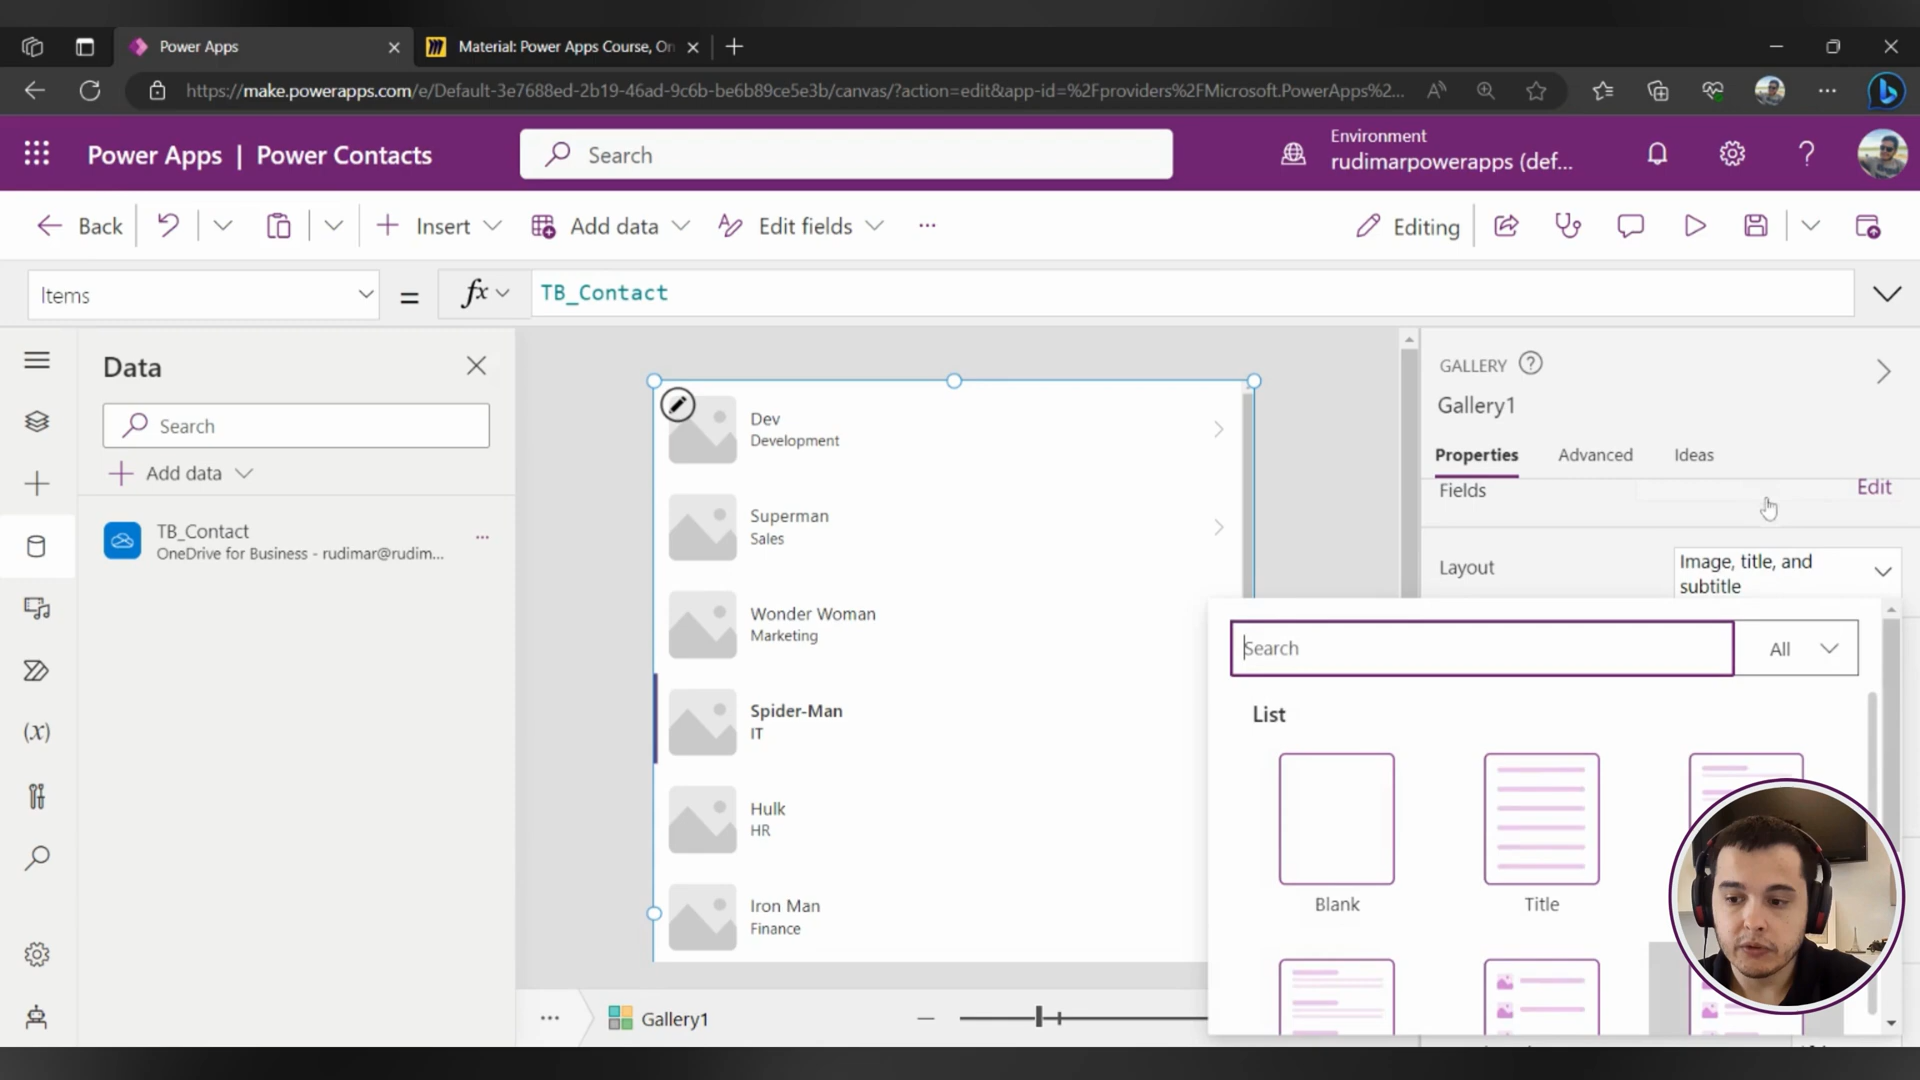 Power Apps
Material: Power Apps Course, On
https://make.powerapps.com/e/Default-3e7688ed-2b19-46ad-9c6b-be6b89ce5e3b/canvas/?action=edit&app-id=%2Fproviders%2FMicrosoft.PowerApps%2...
Power Apps | Power Contacts
Search
Environment
rudimarpowerapps (def...
Back
Insert
Add data
Edit fields
...
Editing
Items
=
fx
TB_Contact
Data
Search
Add data
TB_Contact
OneDrive for Business - rudimar@rudim...
...
Dev
Development
Superman
Sales
Wonder Woman
Marketing
Spider-Man
IT
Hulk
HR
Iron Man
Finance
GALLERY
Gallery1
Properties
Advanced
Ideas
Fields
Edit
Layout
Image, title, and
subtitle
Search
All
List
Blank
Title
...
Gallery1